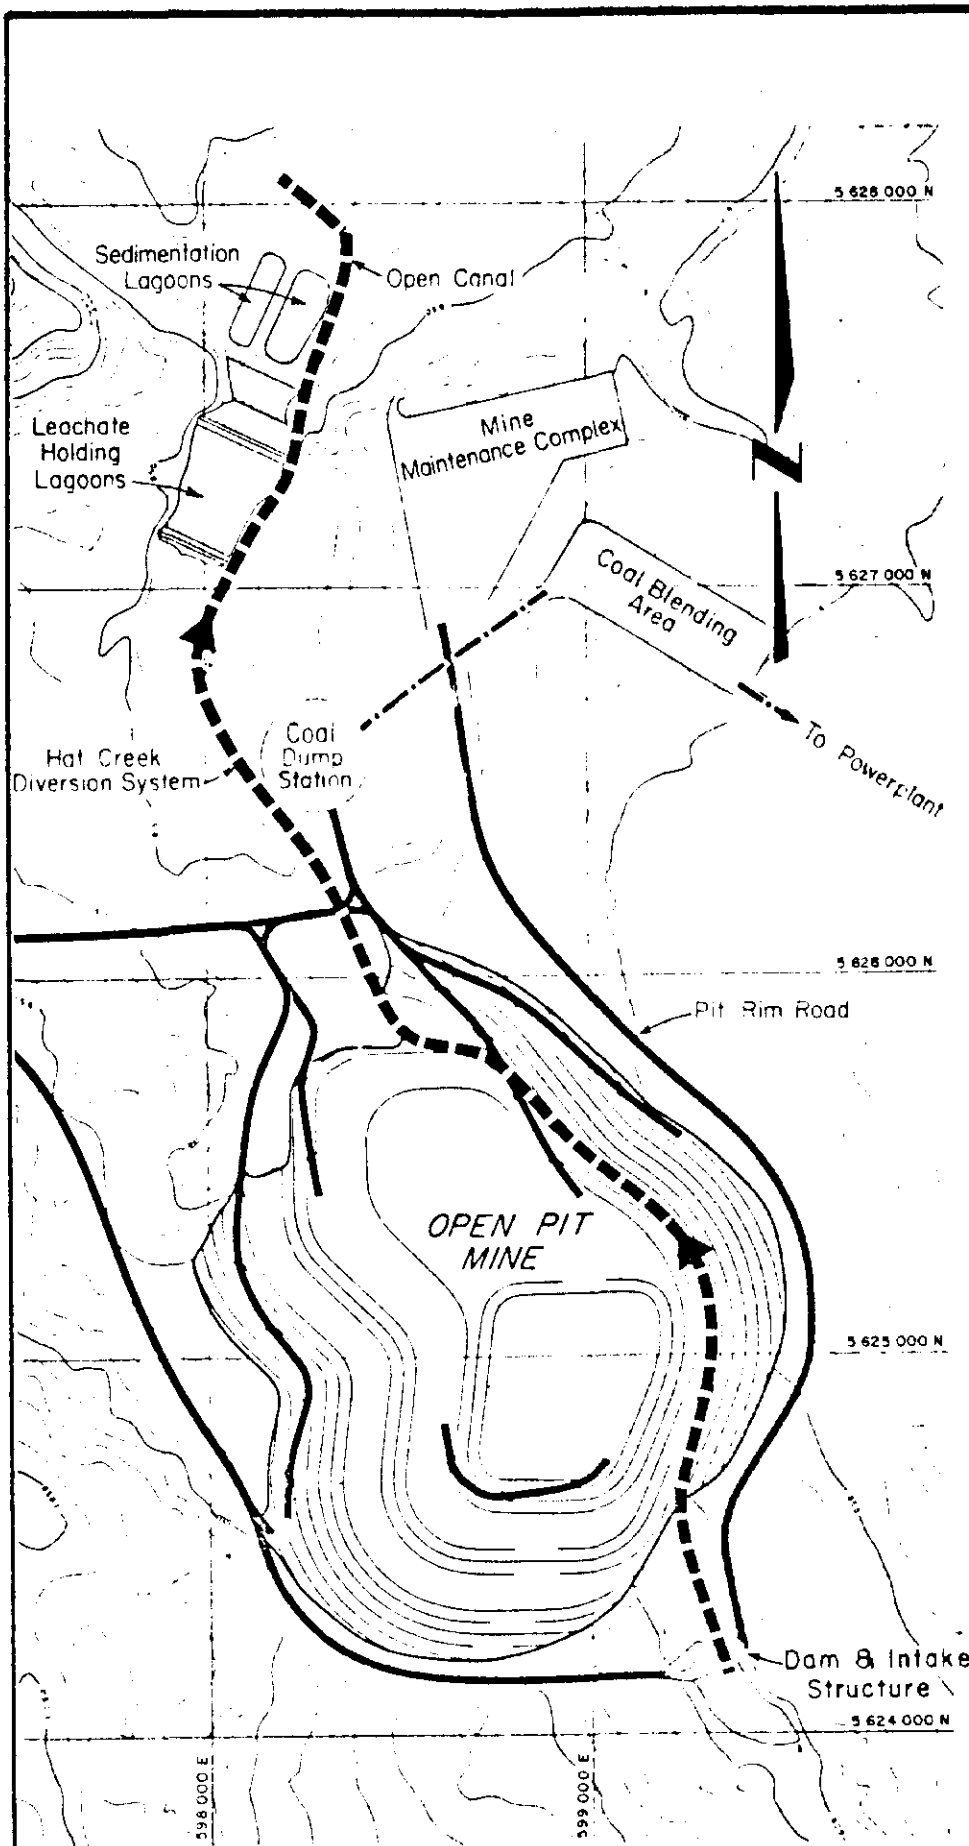 5 628 000 N
Sedimentation
Lagoons
Open Canal
Leachate
Holding
Lagoons
Mine
Maintenance Complex
N
5 627 000 N
Coal Blending
Area
Coal
Dump
Station
Hat Creek
Diversion System
To Powerplant
5 626 000 N
Pit Rim Road
OPEN PIT
MINE
5 625 000 N
Dam & Intake
Structure
5 624 000 N
598 000 E
599 000 E